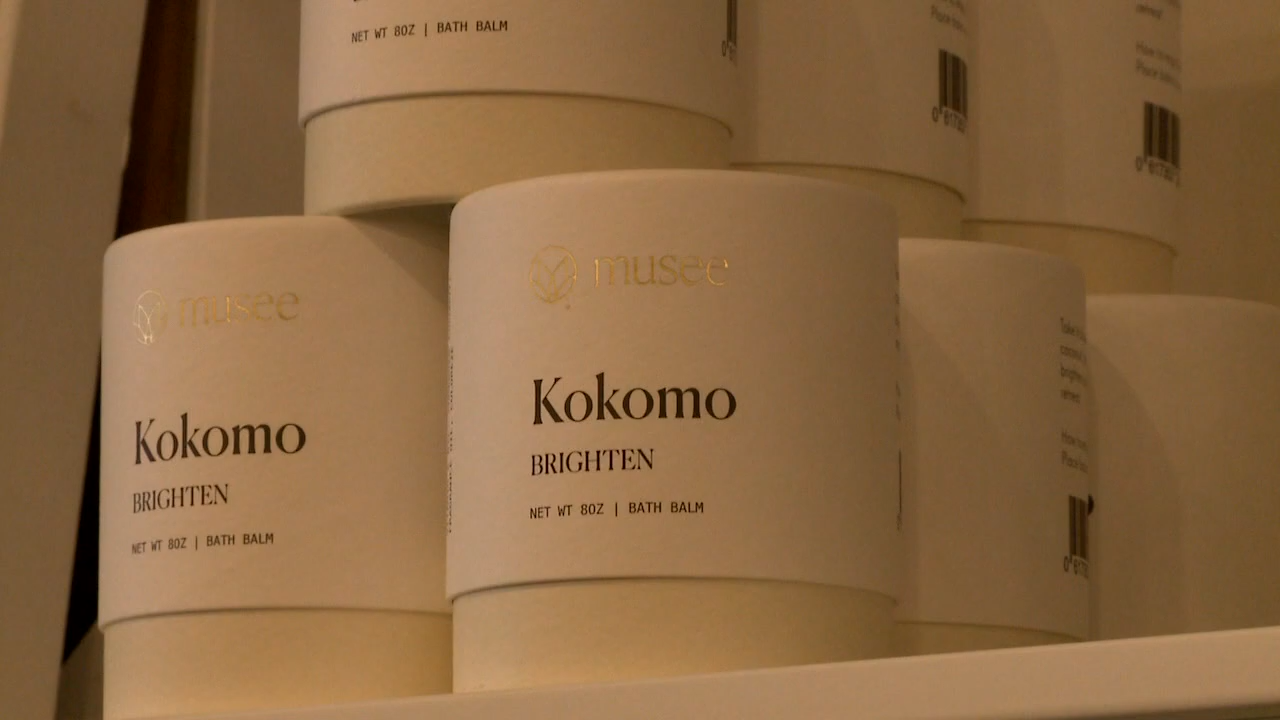 NET WT 8OZ | BATH BALM
musee
Kokomo
BRIGHTEN
NET WT 8OZ | BATH BALM
musee
Kokomo
BRIGHTEN
NET WT 8OZ | BATH BALM